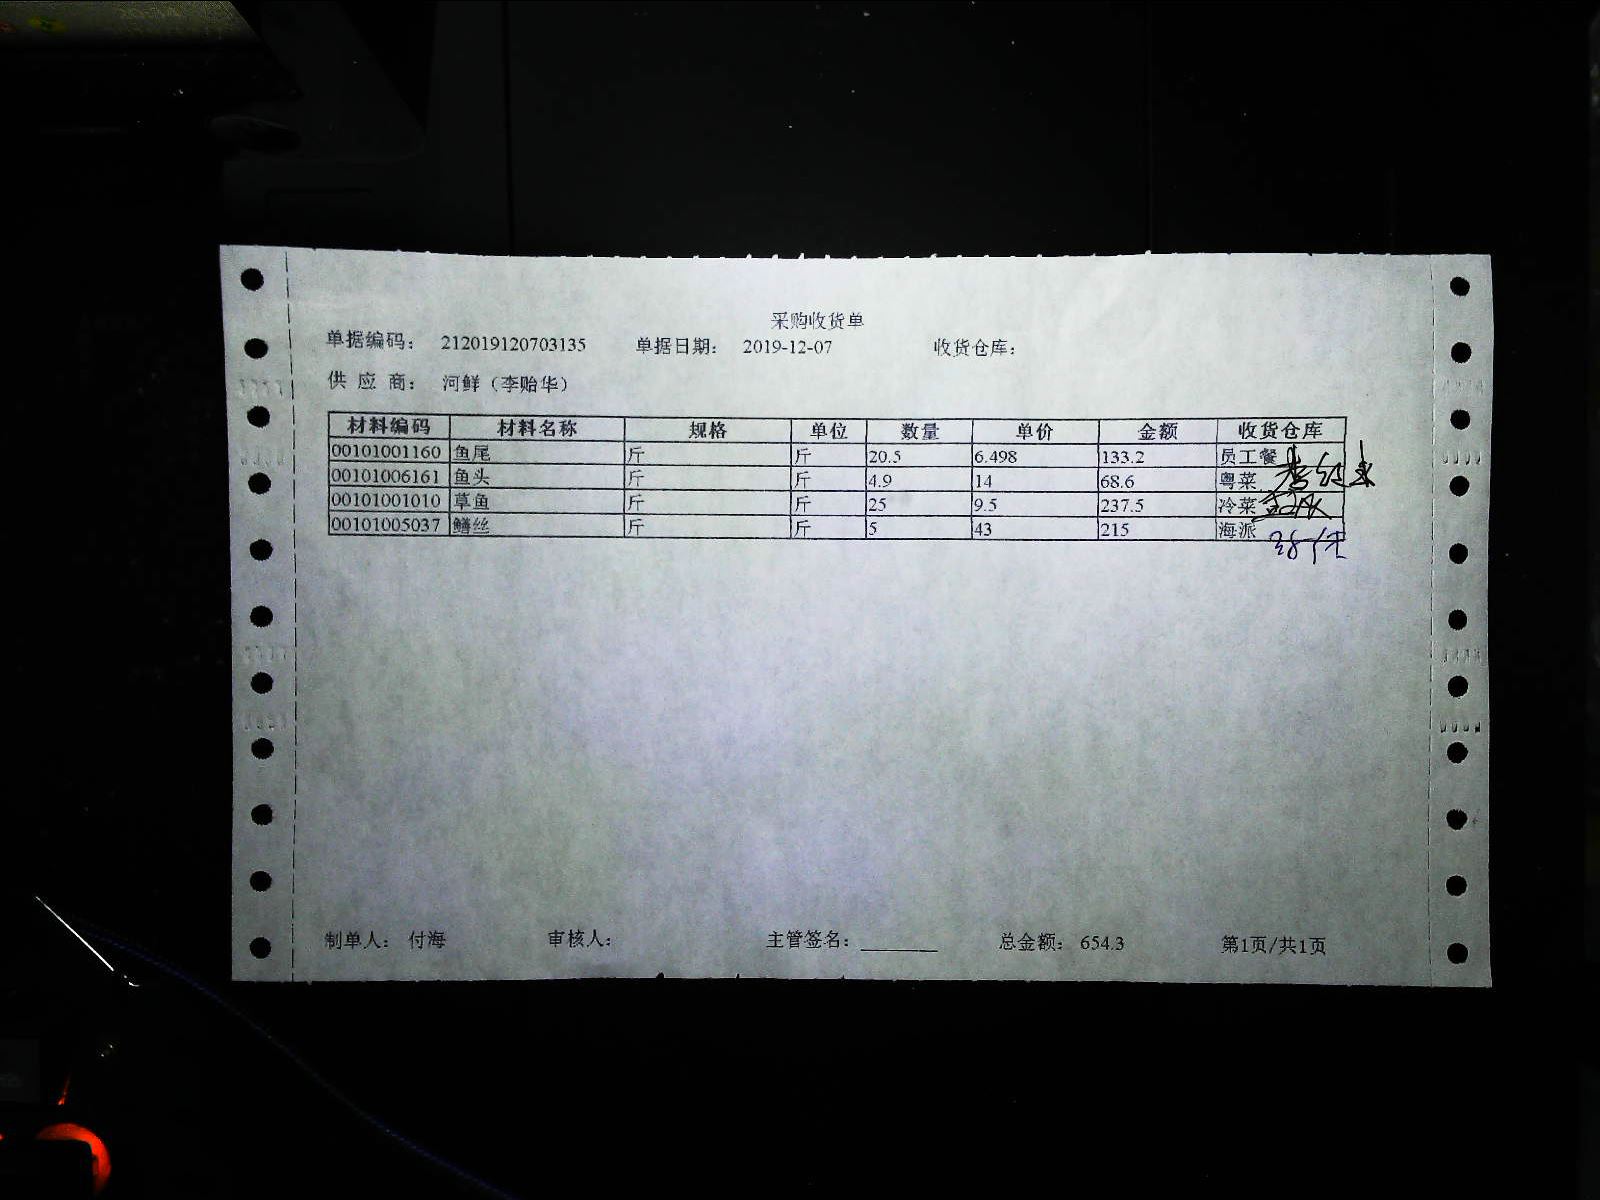 采购收货单
单据编码： 212019120703135 单据日期： 2019-12-07 收货仓库：
供 应 商： 河鲜（李贻华）
材料编码 材料名称 规格 单位 数量 单价 金额 收货仓库
00101001160 鱼尾 斤 斤 20.5 6.498 133.2 员工餐
00101006161 鱼头 斤 斤 4.9 14 68.6 粤菜
00101001010 草鱼 斤 斤 25 9.5 237.5 冷菜
00101005037 鳝丝 斤 斤 5 43 215 海派
制单人： 付海 审核人： 主管签名： 总金额： 654.3 第1页/共1页